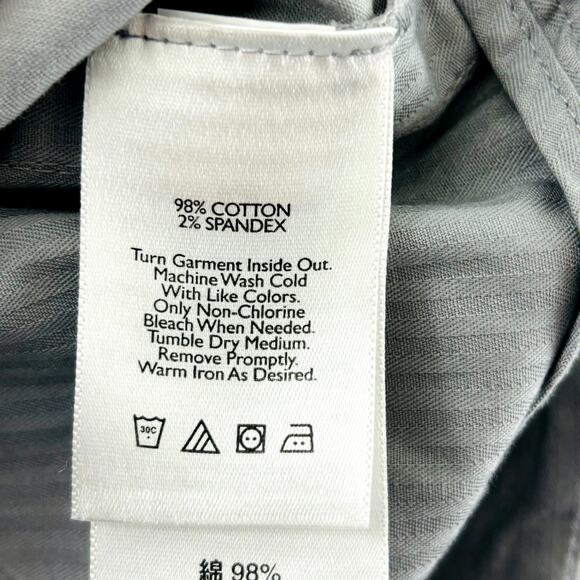 98% COTTON
2% SPANDEX
Turn Garment Inside Out.
Machine Wash Cold
With Like Colors.
Only Non-Chlorine
Bleach When Needed.
Tumble Dry Medium.
Remove Promptly.
Warm Iron As Desired.
30C
綿 98%